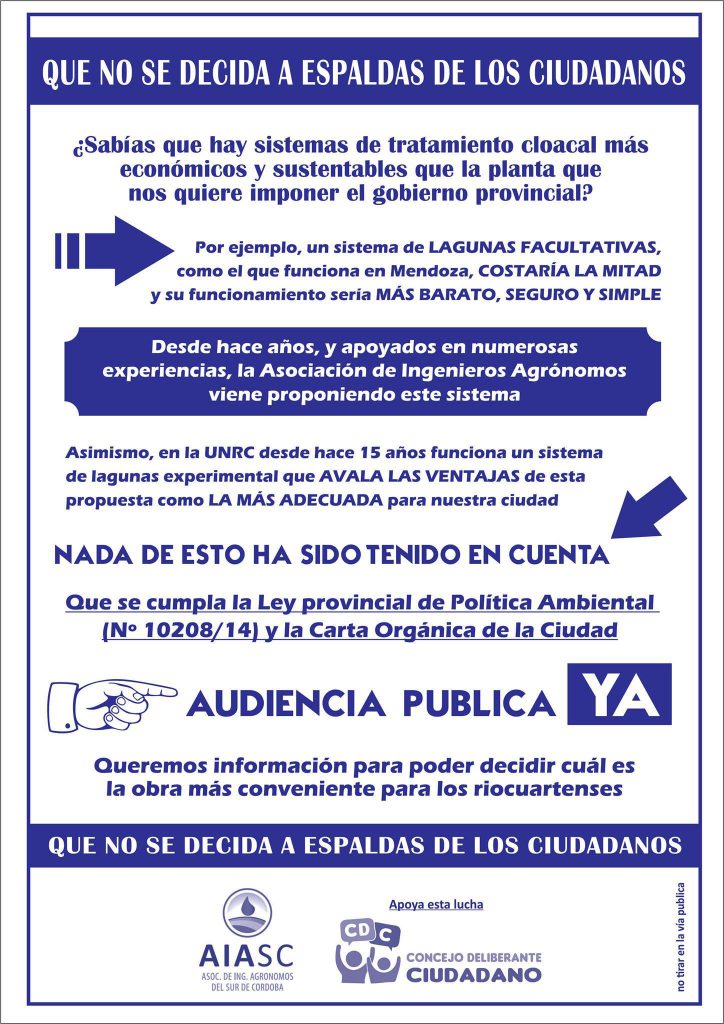 QUE NO SE DECIDA A ESPALDAS DE LOS CIUDADANOS
¿Sabías que hay sistemas de tratamiento cloacal más
económicos y sustentables que la planta que
nos quiere imponer el gobierno provincial?
Por ejemplo, un sistema de LAGUNAS FACULTATIVAS,
como el que funciona en Mendoza, COSTARÍA LA MITAD
y su funcionamiento sería MÁS BARATO, SEGURO Y SIMPLE
Desde hace años, y apoyados en numerosas
experiencias, la Asociación de Ingenieros Agrónomos
viene proponiendo este sistema
Asimismo, en la UNRC desde hace 15 años funciona un sistema
de lagunas experimental que AVALA LAS VENTAJAS de esta
propuesta como LA MÁS ADECUADA para nuestra ciudad
NADA DE ESTO HA SIDO TENIDO EN CUENTA
Que se cumpla la Ley provincial de Política Ambiental
(Nº 10208/14) y la Carta Orgánica de la Ciudad
AUDIENCIA PUBLICA YA
Queremos información para poder decidir cuál es
la obra más conveniente para los riocuartenses
QUE NO SE DECIDA A ESPALDAS DE LOS CIUDADANOS
AIASC
ASOC. DE ING. AGRONOMOS
DEL SUR DE CORDOBA
Apoya esta lucha
CDC
CONCEJO DELIBERANTE
CIUDADANO
no tirar en la vía publica